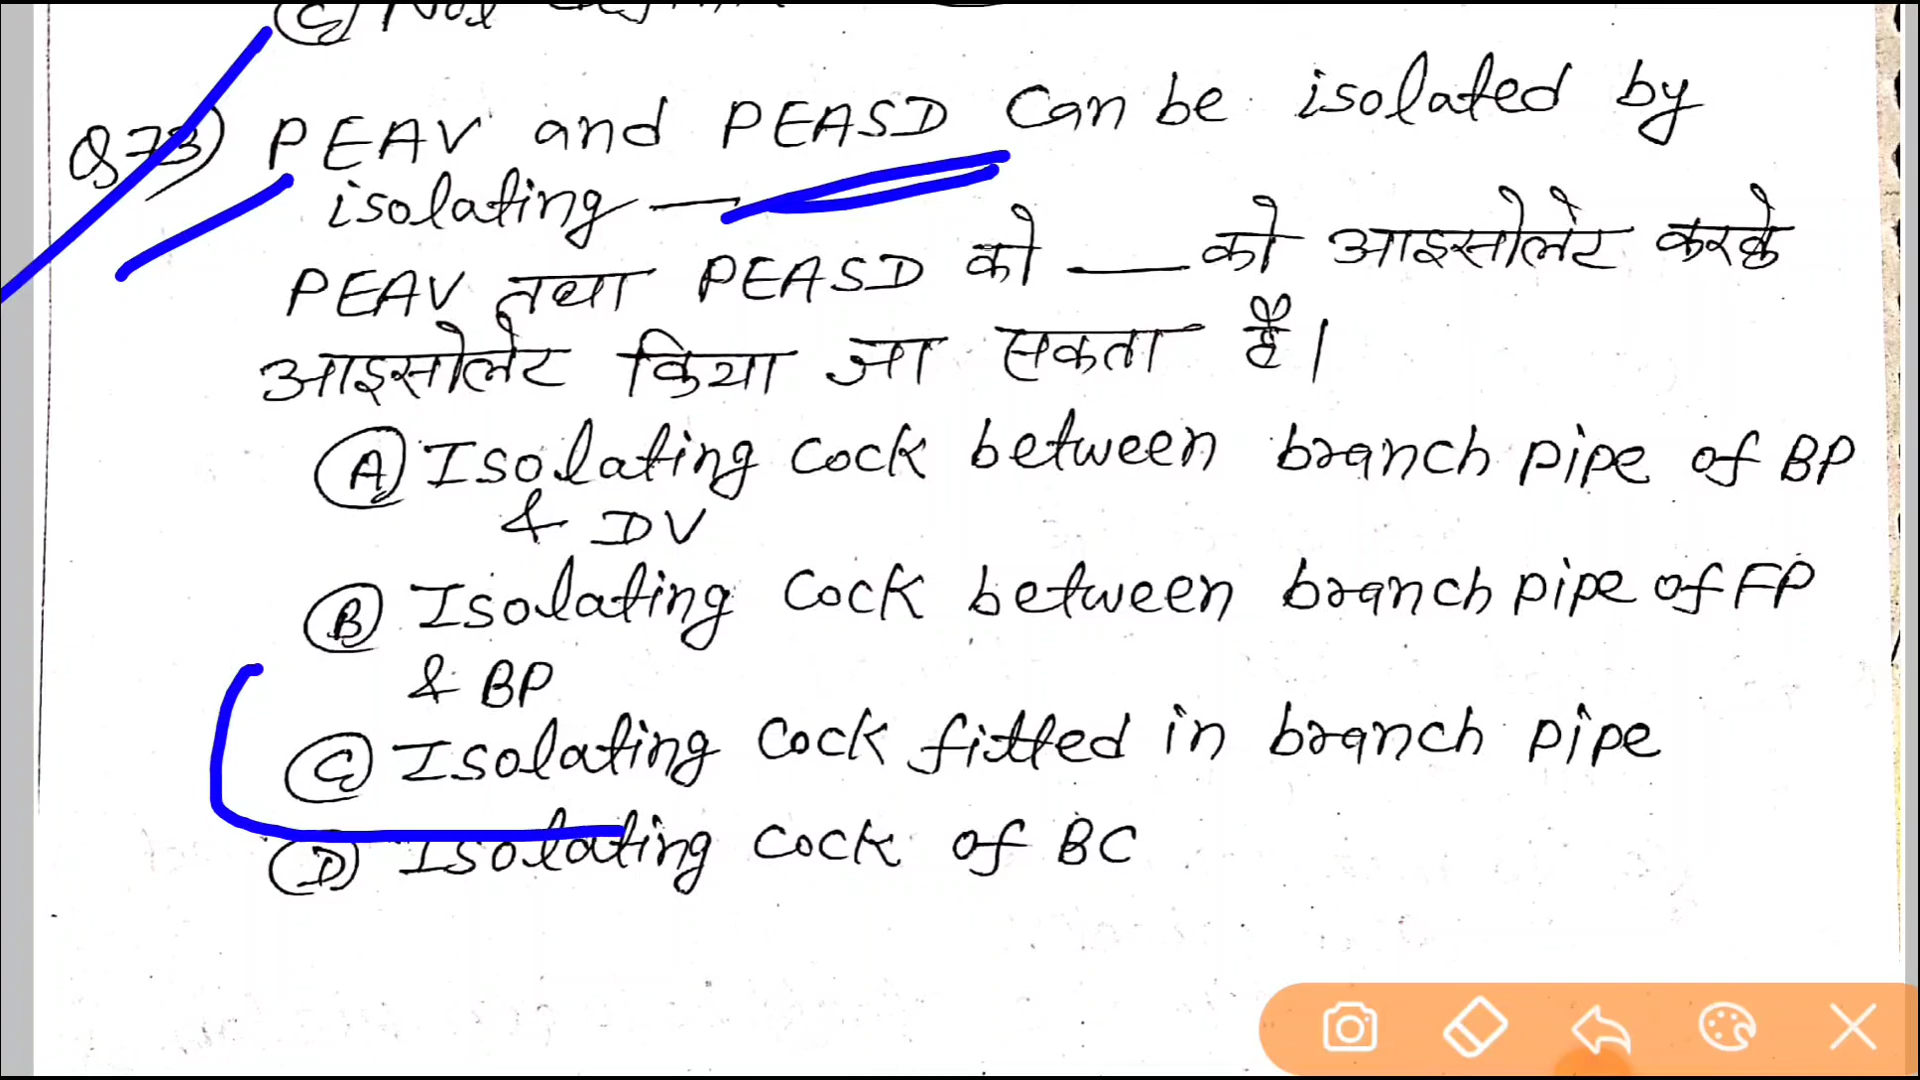 Q73) PEAV and PEASD Can be isolated by
isolating —
PEAV तथा PEASD को ___ को आइसोलेट करके
आइसोलेट किया जा सकता है।
(A) Isolating cock between branch pipe of BP
& DV
(B) Isolating cock between branch pipe of FP
& BP
(C) Isolating cock fitted in branch pipe
(D) Isolating cock of BC